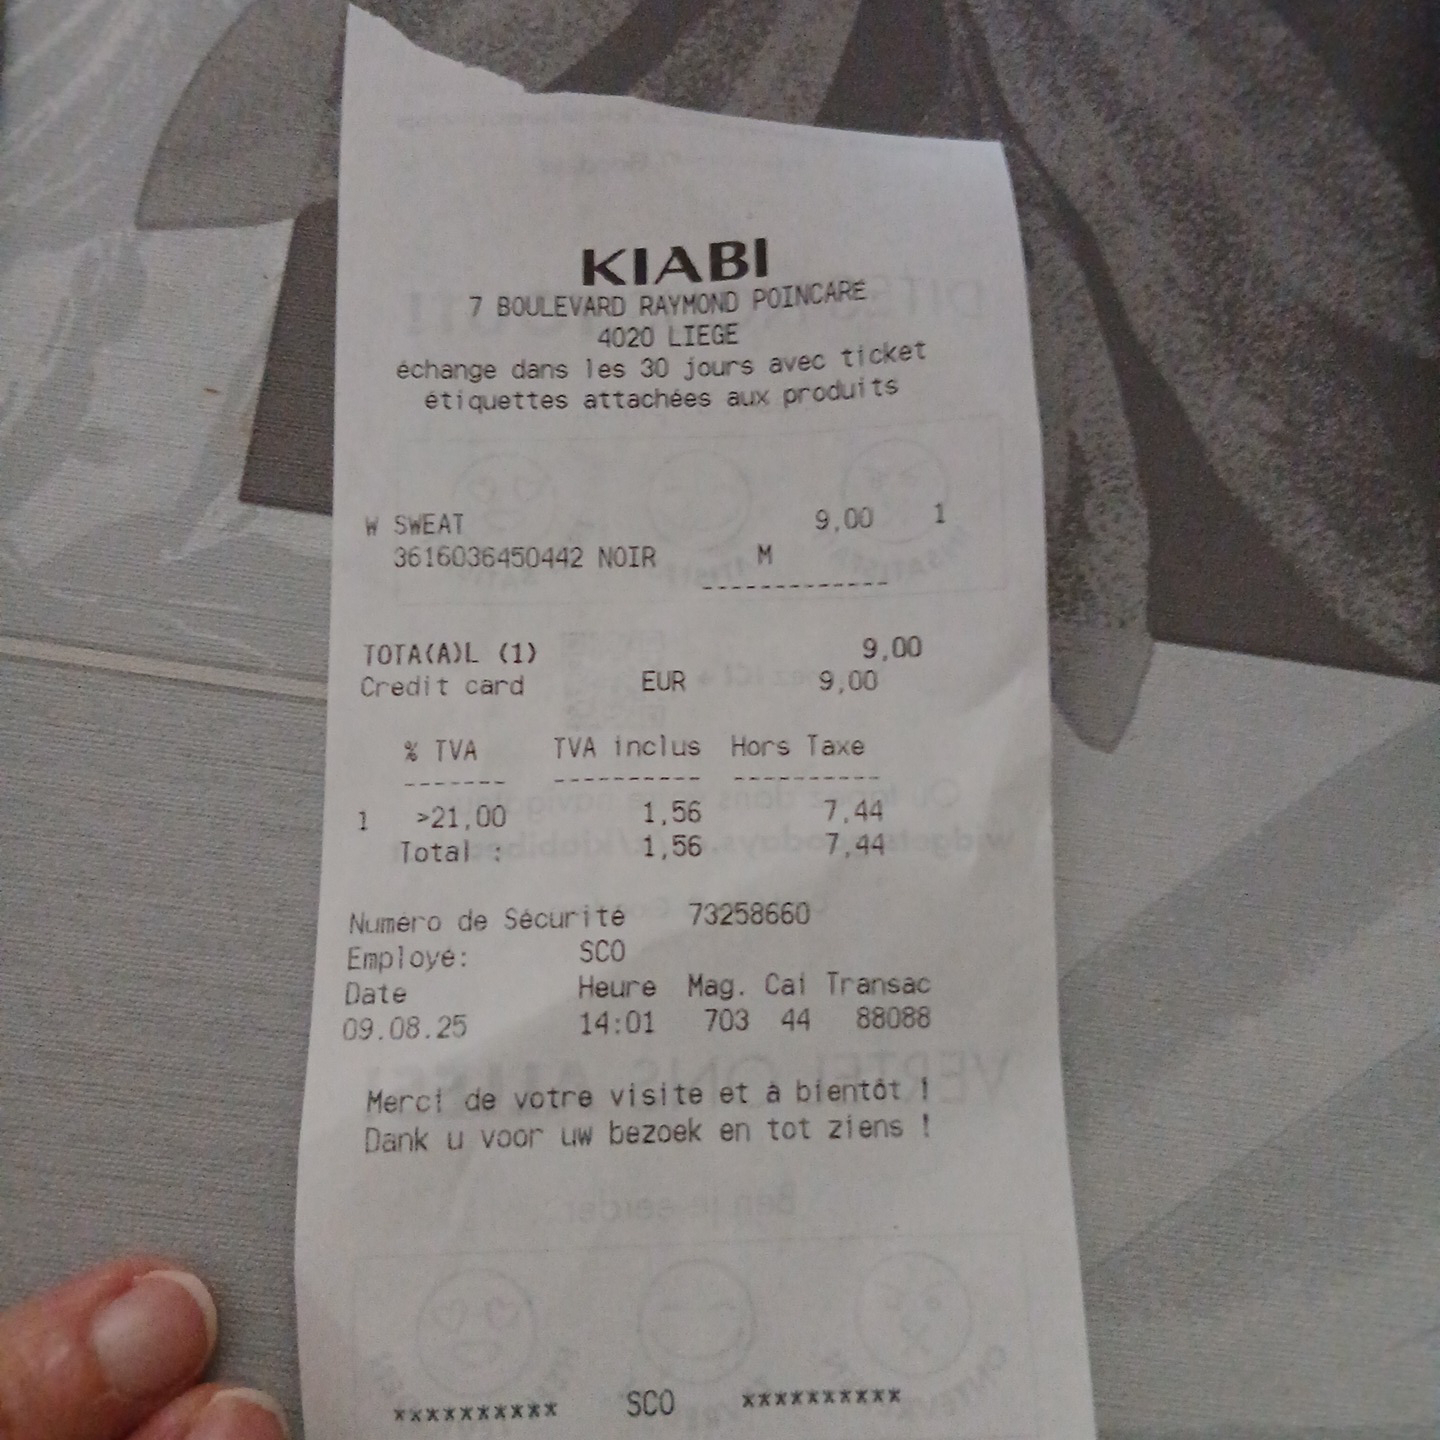 KIABI
7 BOULEVARD RAYMOND POINCARÉ
4020 LIEGE
échange dans les 30 jours avec ticket
étiquettes attachées aux produits
W SWEAT 9,00 1
3616036450442 NOIR M
-------------
TOTA(A)L (1) 9,00
Credit card EUR 9,00
% TVA TVA inclus Hors Taxe
------- ---------- ----------
1 >21,00 1,56 7,44
Total : 1,56 7,44
Numéro de Sécurité 73258660
Employé: SCO
Date Heure Mag. Cai Transac
09.08.25 14:01 703 44 88088
Merci de votre visite et à bientôt !
Dank u voor uw bezoek en tot ziens !
********** SCO **********